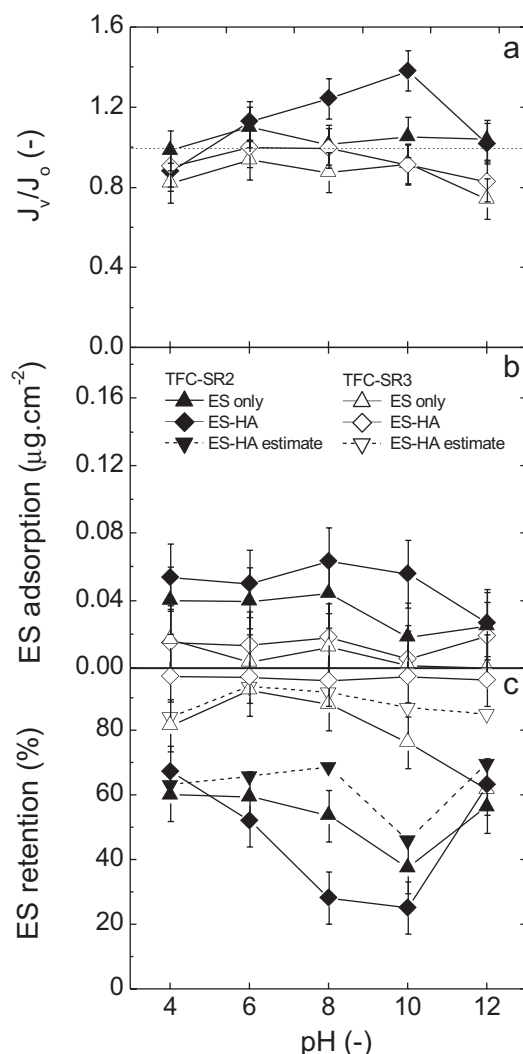 a
1.6
1.2
0.8
0.4
0.0
Jv/Jo (-)
b
TFC-SR2
ES only
ES-HA
ES-HA estimate
TFC-SR3
ES only
ES-HA
ES-HA estimate
0.16
0.12
0.08
0.04
0.00
ES adsorption (μg.cm-2)
c
80
60
40
20
0
ES retention (%)
4 6 8 10 12
pH (-)